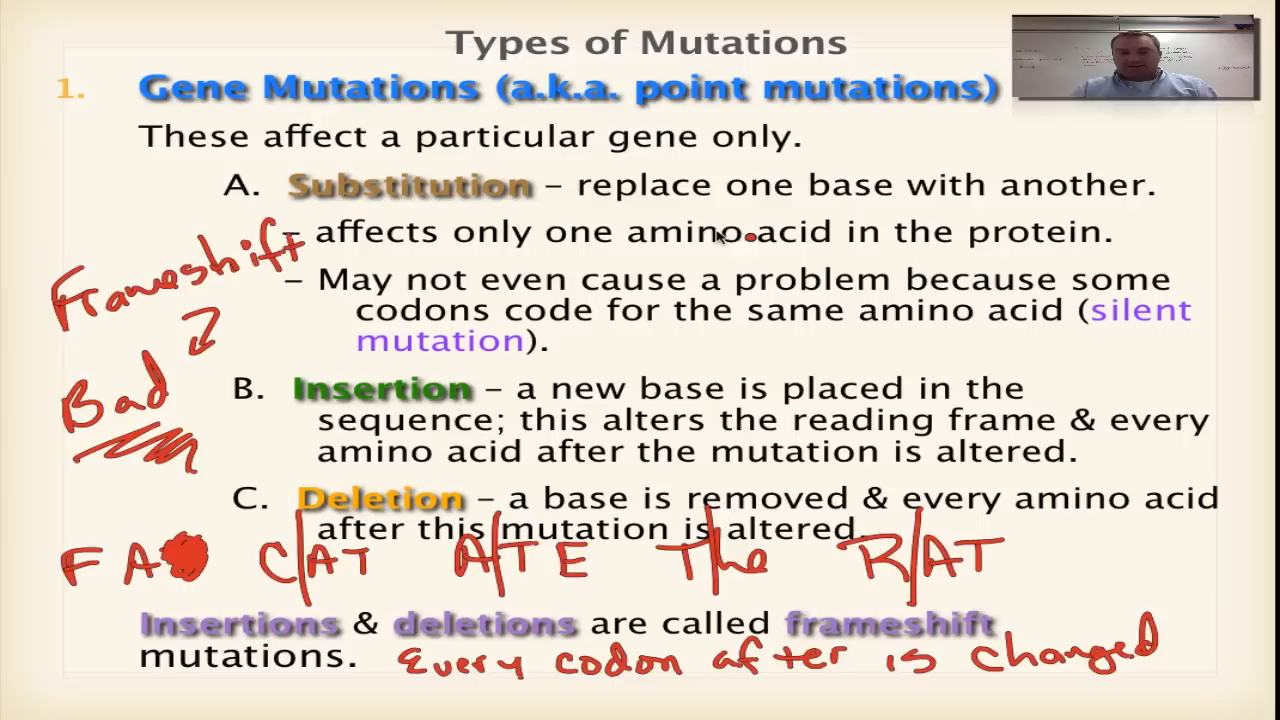 Types of Mutations
1. Gene Mutations (a.k.a. point mutations)
These affect a particular gene only.
A. Substitution – replace one base with another.
– affects only one amino acid in the protein.
– May not even cause a problem because some
codons code for the same amino acid (silent
mutation).
Frameshift
Bad
B. Insertion – a new base is placed in the
sequence; this alters the reading frame & every
amino acid after the mutation is altered.
C. Deletion – a base is removed & every amino acid
after this mutation is altered.
FA CAT ATE The RAT
Insertions & deletions are called frameshift
mutations. Every codon after is changed